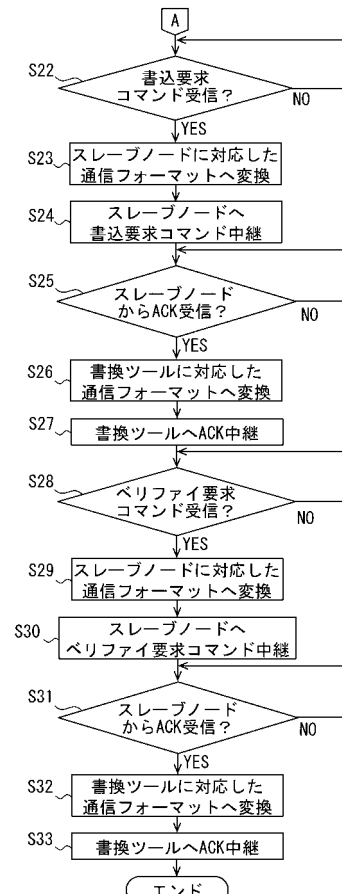 A
S22
書込要求
コマンド受信？
NO
YES
S23
スレーブノードに対応した
通信フォーマットへ変換
S24
スレーブノードへ
書込要求コマンド中継
S25
スレーブノード
からACK受信？
NO
YES
S26
書換ツールに対応した
通信フォーマットへ変換
S27
書換ツールへACK中継
S28
ベリファイ要求
コマンド受信？
NO
YES
S29
スレーブノードに対応した
通信フォーマットへ変換
S30
スレーブノードへ
ベリファイ要求コマンド中継
S31
スレーブノード
からACK受信？
NO
YES
S32
書換ツールに対応した
通信フォーマットへ変換
S33
書換ツールへACK中継
エンド